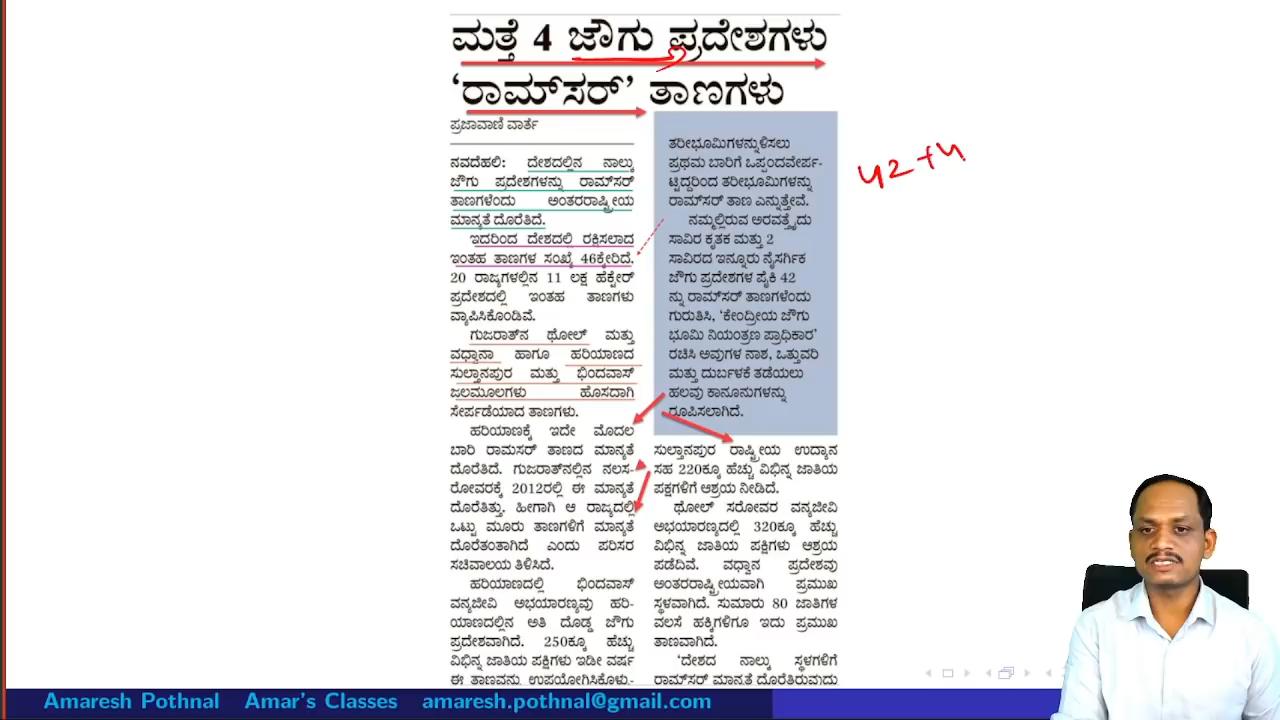 ಮತ್ತೆ 4 ಜೌಗು ಪ್ರದೇಶಗಳು
‘ರಾಮ್‌ಸರ್’ ತಾಣಗಳು
ಪ್ರಜಾವಾಣಿ ವಾರ್ತೆ
ನವದೆಹಲಿ: ದೇಶದಲ್ಲಿನ ನಾಲ್ಕು
ಜೌಗು ಪ್ರದೇಶಗಳನ್ನು ರಾಮ್‌ಸರ್
ತಾಣಗಳೆಂದು ಅಂತರರಾಷ್ಟ್ರೀಯ
ಮಾನ್ಯತೆ ದೊರೆತಿದೆ.
ಇದರಿಂದ ದೇಶದಲ್ಲಿ ರಕ್ಷಿಸಲಾದ
ಇಂತಹ ತಾಣಗಳ ಸಂಖ್ಯೆ 46ಕ್ಕೇರಿದೆ.
20 ರಾಜ್ಯಗಳಲ್ಲಿನ 11 ಲಕ್ಷ ಹೆಕ್ಟೇರ್
ಪ್ರದೇಶದಲ್ಲಿ ಇಂತಹ ತಾಣಗಳು
ವ್ಯಾಪಿಸಿಕೊಂಡಿವೆ.
ಗುಜರಾತ್‌ನ ಥೋಲ್ ಮತ್ತು
ವಧ್ವಾನಾ ಹಾಗೂ ಹರಿಯಾಣದ
ಸುಲ್ತಾನಪುರ ಮತ್ತು ಭಿಂದವಾಸ್
ಜಲಮೂಲಗಳು ಹೊಸದಾಗಿ
ಸೇರ್ಪಡೆಯಾದ ತಾಣಗಳು.
ಹರಿಯಾಣಕ್ಕೆ ಇದೇ ಮೊದಲ
ಬಾರಿ ರಾಮಸರ್ ತಾಣದ ಮಾನ್ಯತೆ
ದೊರೆತಿದೆ. ಗುಜರಾತ್‌ನಲ್ಲಿನ ನಲಸ-
ರೋವರಕ್ಕೆ 2012ರಲ್ಲಿ ಈ ಮಾನ್ಯತೆ
ದೊರೆತಿತ್ತು. ಹೀಗಾಗಿ ಆ ರಾಜ್ಯದಲ್ಲಿ
ಒಟ್ಟು ಮೂರು ತಾಣಗಳಿಗೆ ಮಾನ್ಯತೆ
ದೊರೆತಂತಾಗಿದೆ ಎಂದು ಪರಿಸರ
ಸಚಿವಾಲಯ ತಿಳಿಸಿದೆ.
ಹರಿಯಾಣದಲ್ಲಿ ಭಿಂದವಾಸ್
ವನ್ಯಜೀವಿ ಅಭಯಾರಣ್ಯವು ಹರಿ-
ಯಾಣದಲ್ಲಿನ ಅತಿ ದೊಡ್ಡ ಜೌಗು
ಪ್ರದೇಶವಾಗಿದೆ. 250ಕ್ಕೂ ಹೆಚ್ಚು
ವಿಭಿನ್ನ ಜಾತಿಯ ಪಕ್ಷಿಗಳು ಇಡೀ ವರ್ಷ
ಈ ತಾಣವನ್ನು ಉಪಯೋಗಿಸಿಕೊಳ್ಳು-
ತರೀಭೂಮಿಗಳನ್ನುಳಿಸಲು
ಪ್ರಥಮ ಬಾರಿಗೆ ಒಪ್ಪಂದವೇರ್ಪ-
ಟ್ಟಿದ್ದರಿಂದ ತರೀಭೂಮಿಗಳನ್ನು
ರಾಮ್‌ಸರ್ ತಾಣ ಎನ್ನುತ್ತೇವೆ.
ನಮ್ಮಲ್ಲಿರುವ ಅರವತ್ತೈದು
ಸಾವಿರ ಕೃತಕ ಮತ್ತು 2
ಸಾವಿರದ ಇನ್ನೂರು ನೈಸರ್ಗಿಕ
ಜೌಗು ಪ್ರದೇಶಗಳ ಪೈಕಿ 42
ನ್ನು ರಾಮ್‌ಸರ್ ತಾಣಗಳೆಂದು
ಗುರುತಿಸಿ, ‘ಕೇಂದ್ರೀಯ ಜೌಗು
ಭೂಮಿ ನಿಯಂತ್ರಣ ಪ್ರಾಧಿಕಾರ’
ರಚಿಸಿ ಅವುಗಳ ನಾಶ, ಒತ್ತುವರಿ
ಮತ್ತು ದುರ್ಬಳಕೆ ತಡೆಯಲು
ಹಲವು ಕಾನೂನುಗಳನ್ನು
ರೂಪಿಸಲಾಗಿದೆ.
ಸುಲ್ತಾನಪುರ ರಾಷ್ಟ್ರೀಯ ಉದ್ಯಾನ
ಸಹ 220ಕ್ಕೂ ಹೆಚ್ಚು ವಿಭಿನ್ನ ಜಾತಿಯ
ಪಕ್ಷಗಳಿಗೆ ಆಶ್ರಯ ನೀಡಿದೆ.
ಥೋಲ್ ಸರೋವರ ವನ್ಯಜೀವಿ
ಅಭಯಾರಣ್ಯದಲ್ಲಿ 320ಕ್ಕೂ ಹೆಚ್ಚು
ವಿಭಿನ್ನ ಜಾತಿಯ ಪಕ್ಷಿಗಳು ಆಶ್ರಯ
ಪಡೆದಿವೆ. ವಧ್ವಾನ ಪ್ರದೇಶವು
ಅಂತರರಾಷ್ಟ್ರೀಯವಾಗಿ ಪ್ರಮುಖ
ಸ್ಥಳವಾಗಿದೆ. ಸುಮಾರು 80 ಜಾತಿಗಳ
ವಲಸೆ ಹಕ್ಕಿಗಳಿಗೂ ಇದು ಪ್ರಮುಖ
ತಾಣವಾಗಿದೆ.
‘ದೇಶದ ನಾಲ್ಕು ಸ್ಥಳಗಳಿಗೆ
ರಾಮ್‌ಸರ್ ಮಾನ್ಯತೆ ದೊರೆತಿರುವುದು
42+4
Amaresh Pothnal Amar's Classes amaresh.pothnal@gmail.com